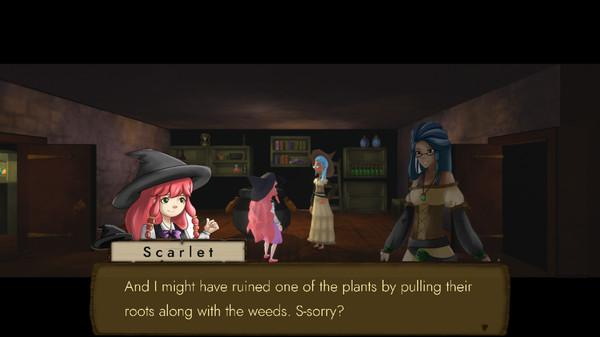 Scarlet
And I might have ruined one of the plants by pulling their
roots along with the weeds. S-sorry?